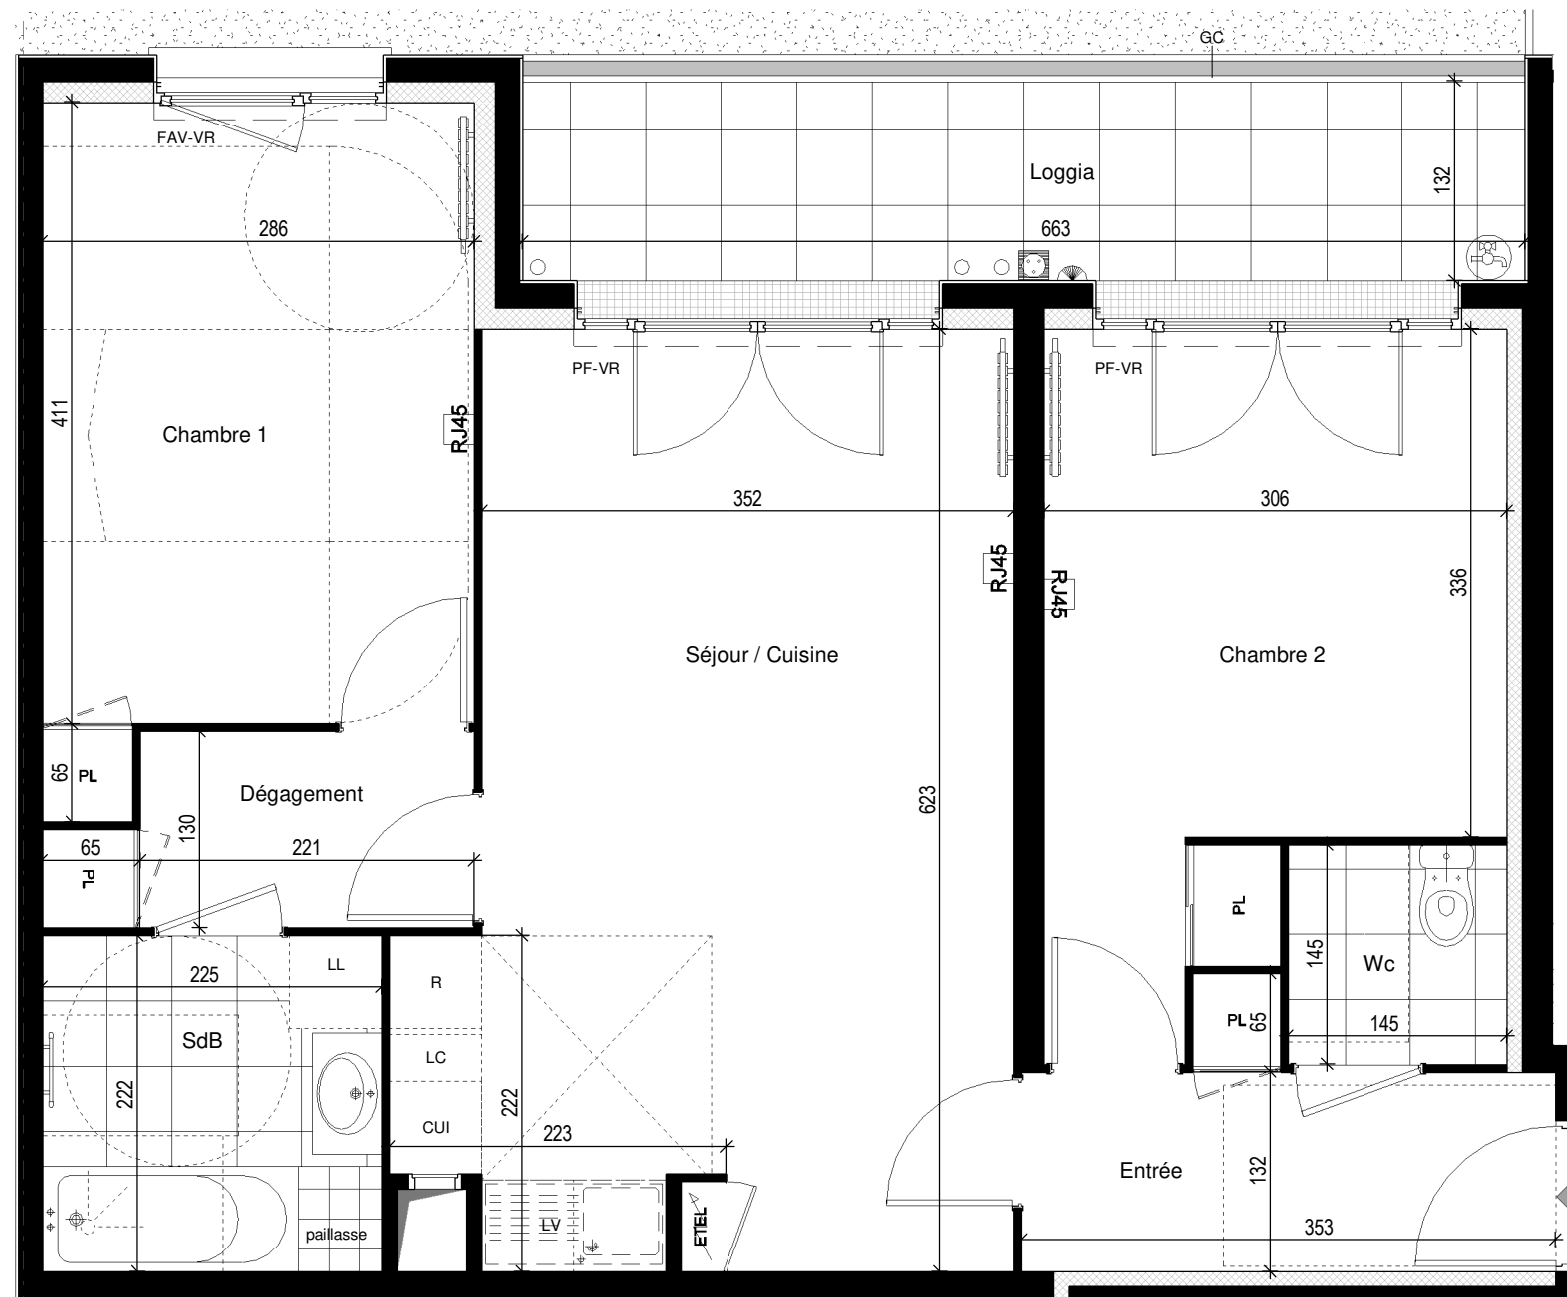 GC
FAV-VR
Loggia
132
286
663
PF-VR
PF-VR
411
Chambre 1
RJ45
352
306
RJ45
RJ45
336
Séjour / Cuisine
Chambre 2
65
PL
Dégagement
130
623
65
221
PL
PL
145
Wc
225
LL
R
SdB
PL
65
145
LC
222
222
CUI
223
Entrée
132
paillasse
LV
ETEL
353